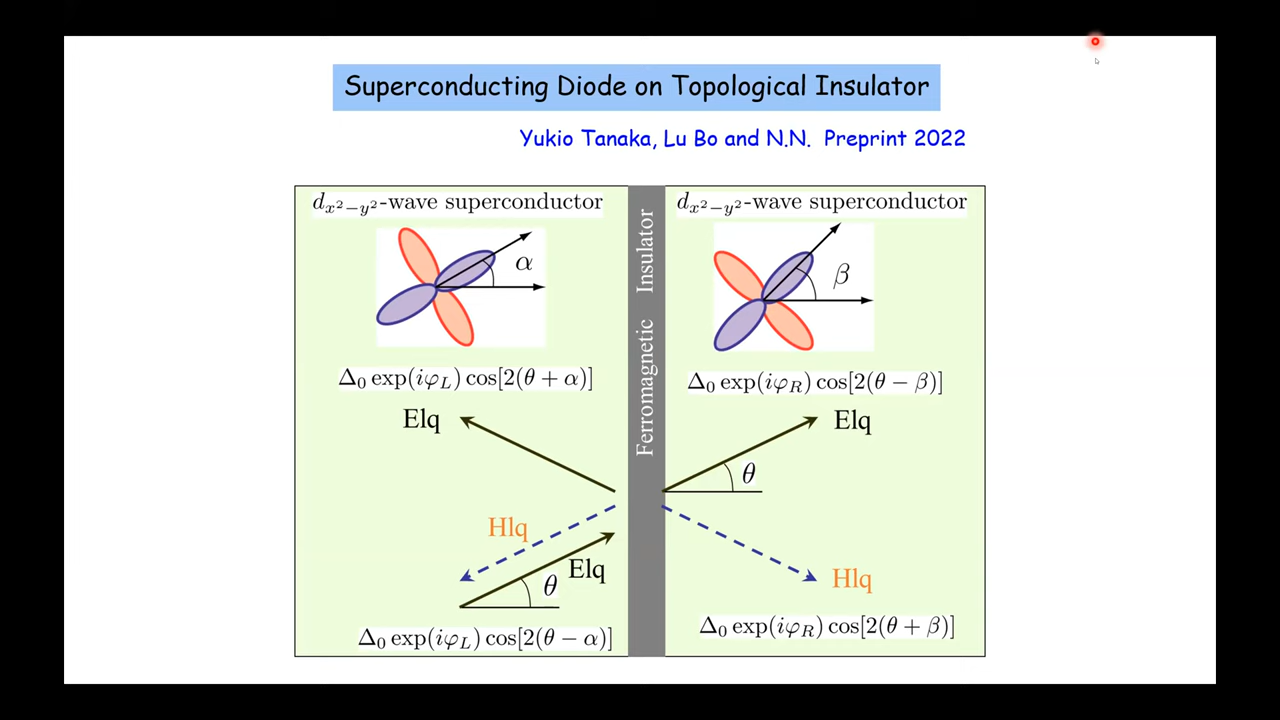 Superconducting Diode on Topological Insulator
Yukio Tanaka, Lu Bo and N.N. Preprint 2022
d_{x²−y²}-wave superconductor
α
Δ₀ exp(iφ_L) cos[2(θ + α)]
Elq
Hlq
Elq
θ
Δ₀ exp(iφ_L) cos[2(θ − α)]
Ferromagnetic Insulator
d_{x²−y²}-wave superconductor
β
Δ₀ exp(iφ_R) cos[2(θ − β)]
Elq
θ
Hlq
Δ₀ exp(iφ_R) cos[2(θ + β)]